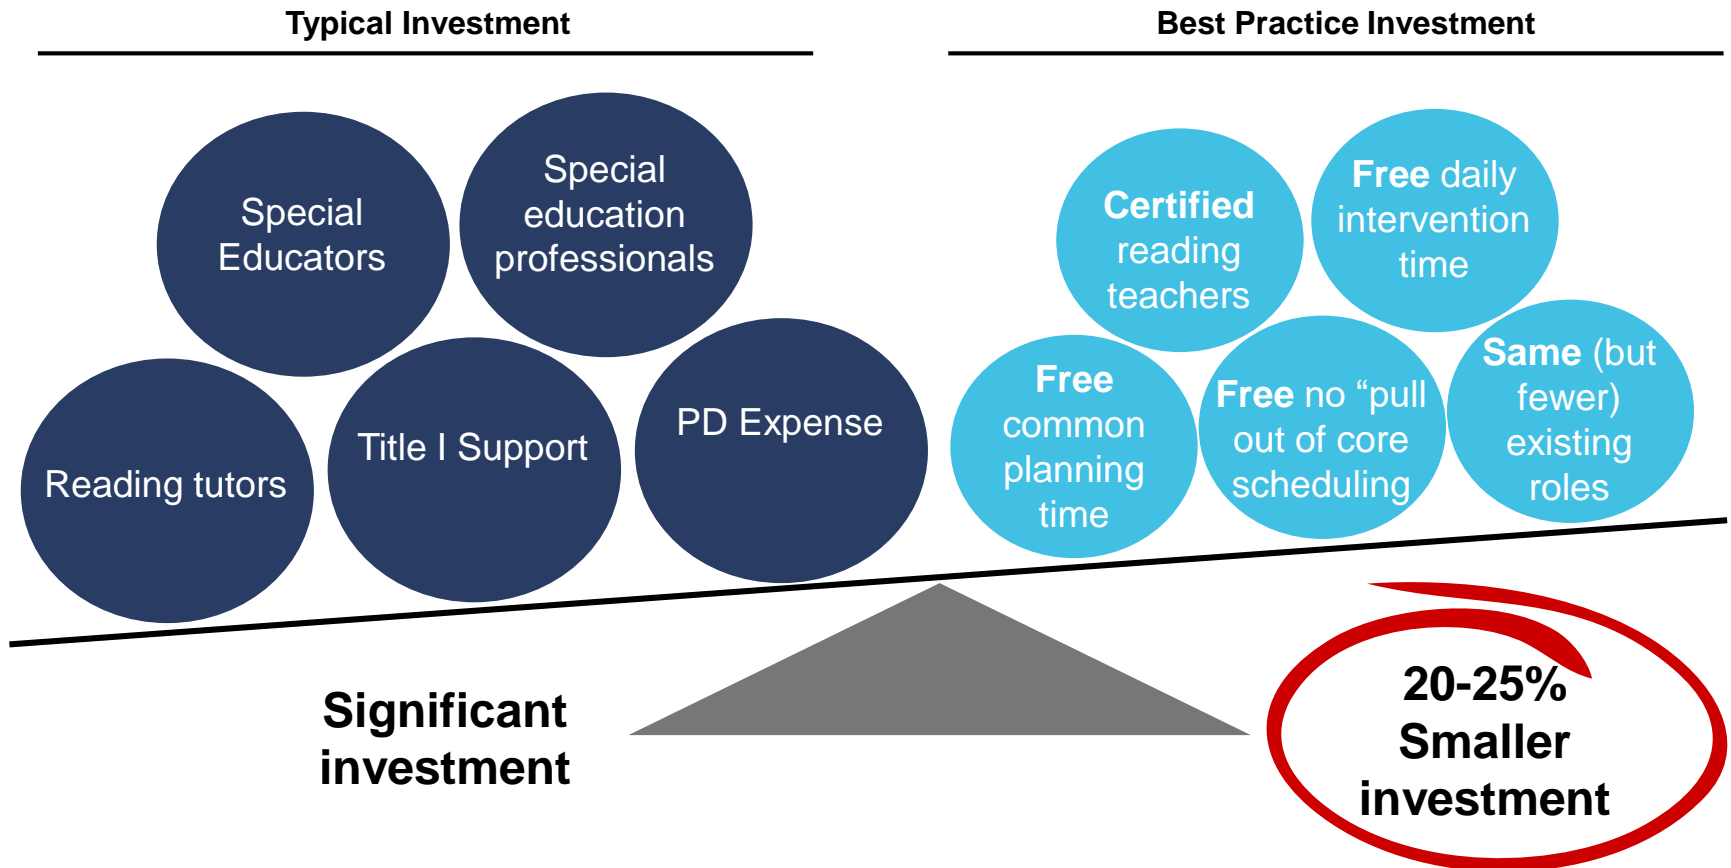 Typical Investment
Best Practice Investment
Special
Educators
Special
education
professionals
Reading tutors
Title I Support
PD Expense
Certified
reading
teachers
Free daily
intervention
time
Free
common
planning
time
Free no “pull
out of core
scheduling
Same (but
fewer)
existing
roles
Significant
investment
20-25%
Smaller
investment